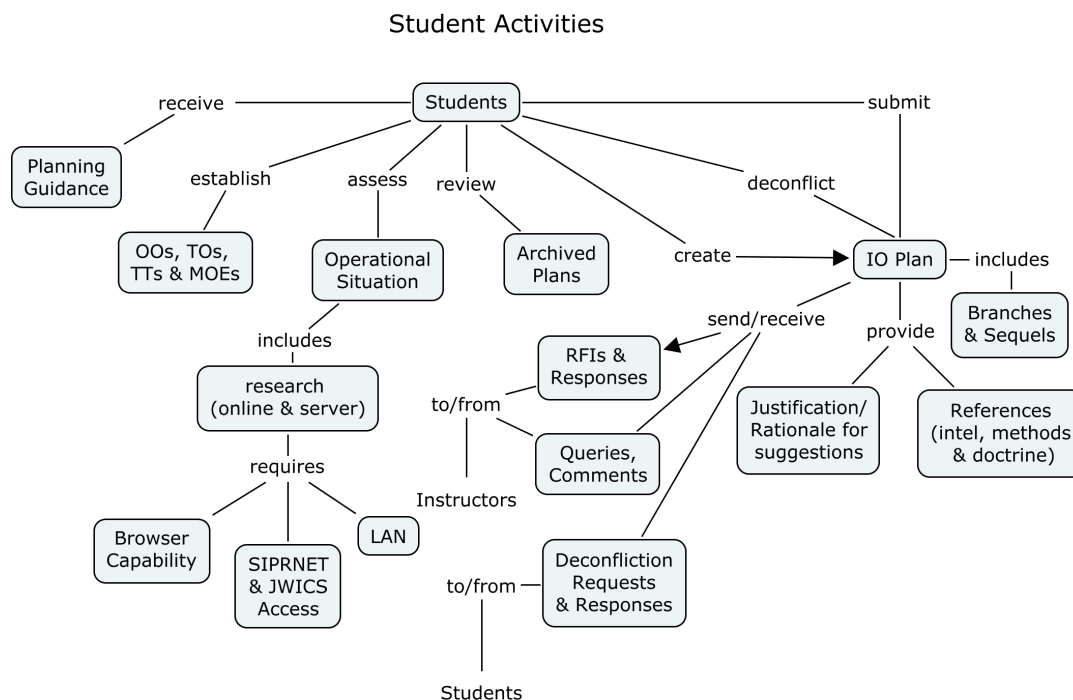 Student Activities
receive
Students
submit
Planning
Guidance
establish
assess
review
deconflict
OOs, TOs,
TTs & MOEs
Operational
Situation
Archived
Plans
create
IO Plan
includes
Branches
& Sequels
includes
send/receive
provide
research
(online & server)
RFIs &
Responses
to/from
Justification/
Rationale for
suggestions
References
(intel, methods
& doctrine)
Queries,
Comments
requires
Instructors
Browser
Capability
SIPRNET
& JWICS
Access
LAN
Deconfliction
Requests
& Responses
to/from
Students